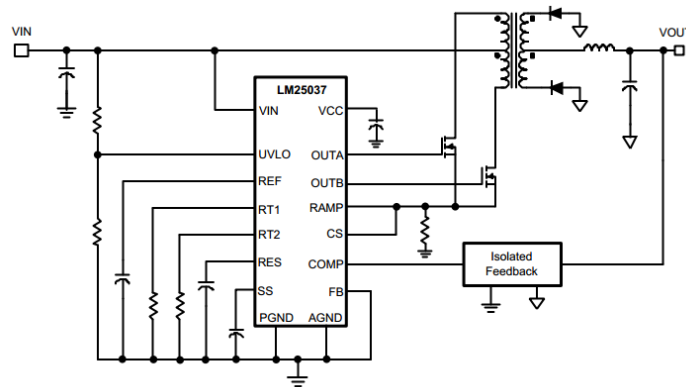 VIN
VOUT
LM25037
VIN
VCC
UVLO
OUTA
REF
OUTB
RT1
RAMP
RT2
CS
RES
COMP
SS
FB
PGND
AGND
Isolated
Feedback